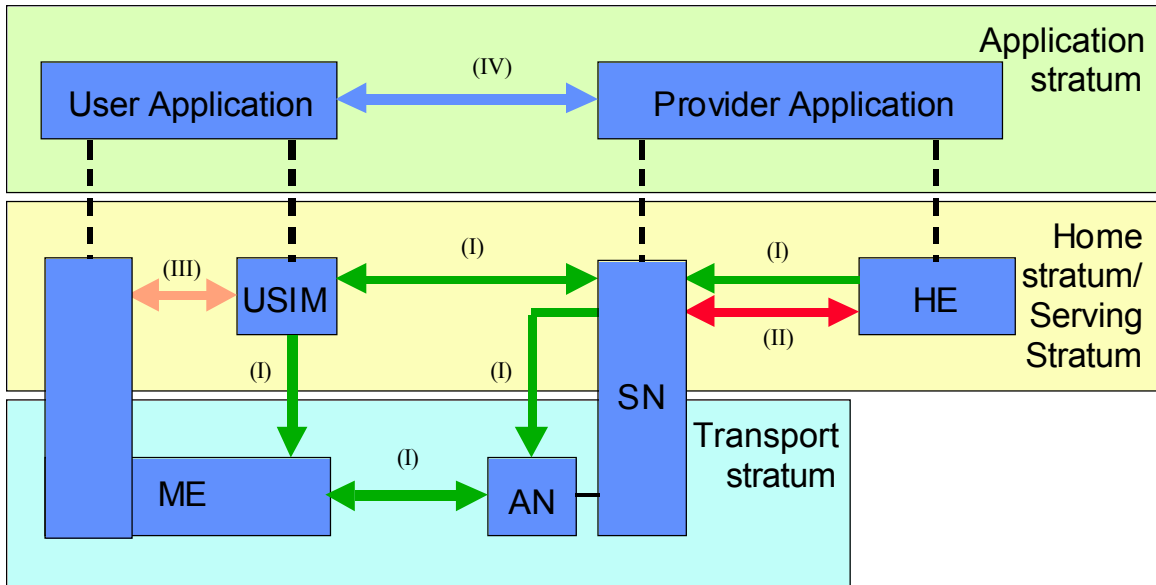 Application
stratum
(IV)
User Application
Provider Application
Home
stratum/
Serving
Stratum
(I)
(I)
(III)
USIM
HE
(II)
(I)
(I)
SN
Transport
stratum
(I)
ME
AN